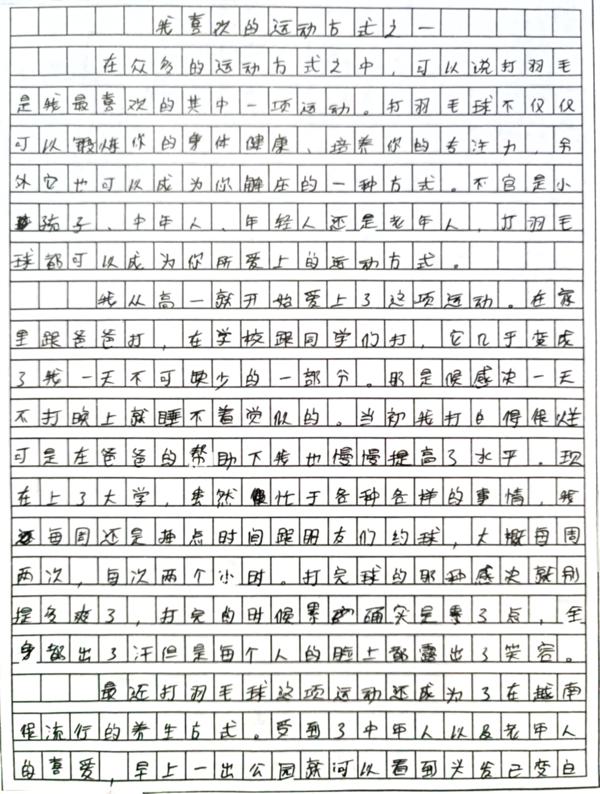 我喜欢的运动方式之一
在众多的运动方式之中，可以说打羽毛
是我最喜欢的其中一项运动。打羽毛球不仅仅
可以锻炼你的身体健康、培养你的专注力，另
外它也可以成为你解压的一种方式。不官是小
孩子、中年人、年轻人还是老年人，打羽毛
球都可以成为你所爱上的运动方式。
我从高一就开始爱上了这项运动。在家
里跟爸爸打，在学校跟同学们打，它几乎变成
了我一天不可缺少的一部分。那是候感决一天
不打晚上就睡不着觉似的。当初我打的得很烂
可是在爸爸的帮助下我也慢慢提高了水平。现
在上了大学，虽然忙于各种各样的事情，我
每周还是抽点时间跟朋友们约球，大概每周
两次，每次两个小时。打完球的那种感决就别
提多爽了，打完的时候累确实是累了点，全
身都出了汗但是每个人的脸上都露出了笑容。
最近打羽毛球这项运动还成为了在越南
很流行的养生方式。受到了中年人以及老年人
的喜爱，早上一出公园就可以看到头发已变白